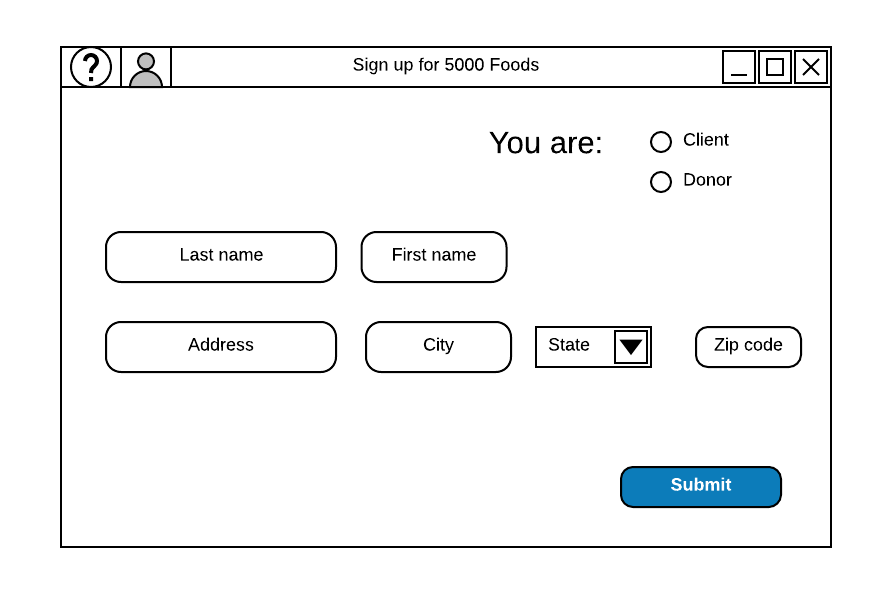 ?
Sign up for 5000 Foods
You are:
Client
Donor
Last name
First name
Address
City
State
Zip code
Submit